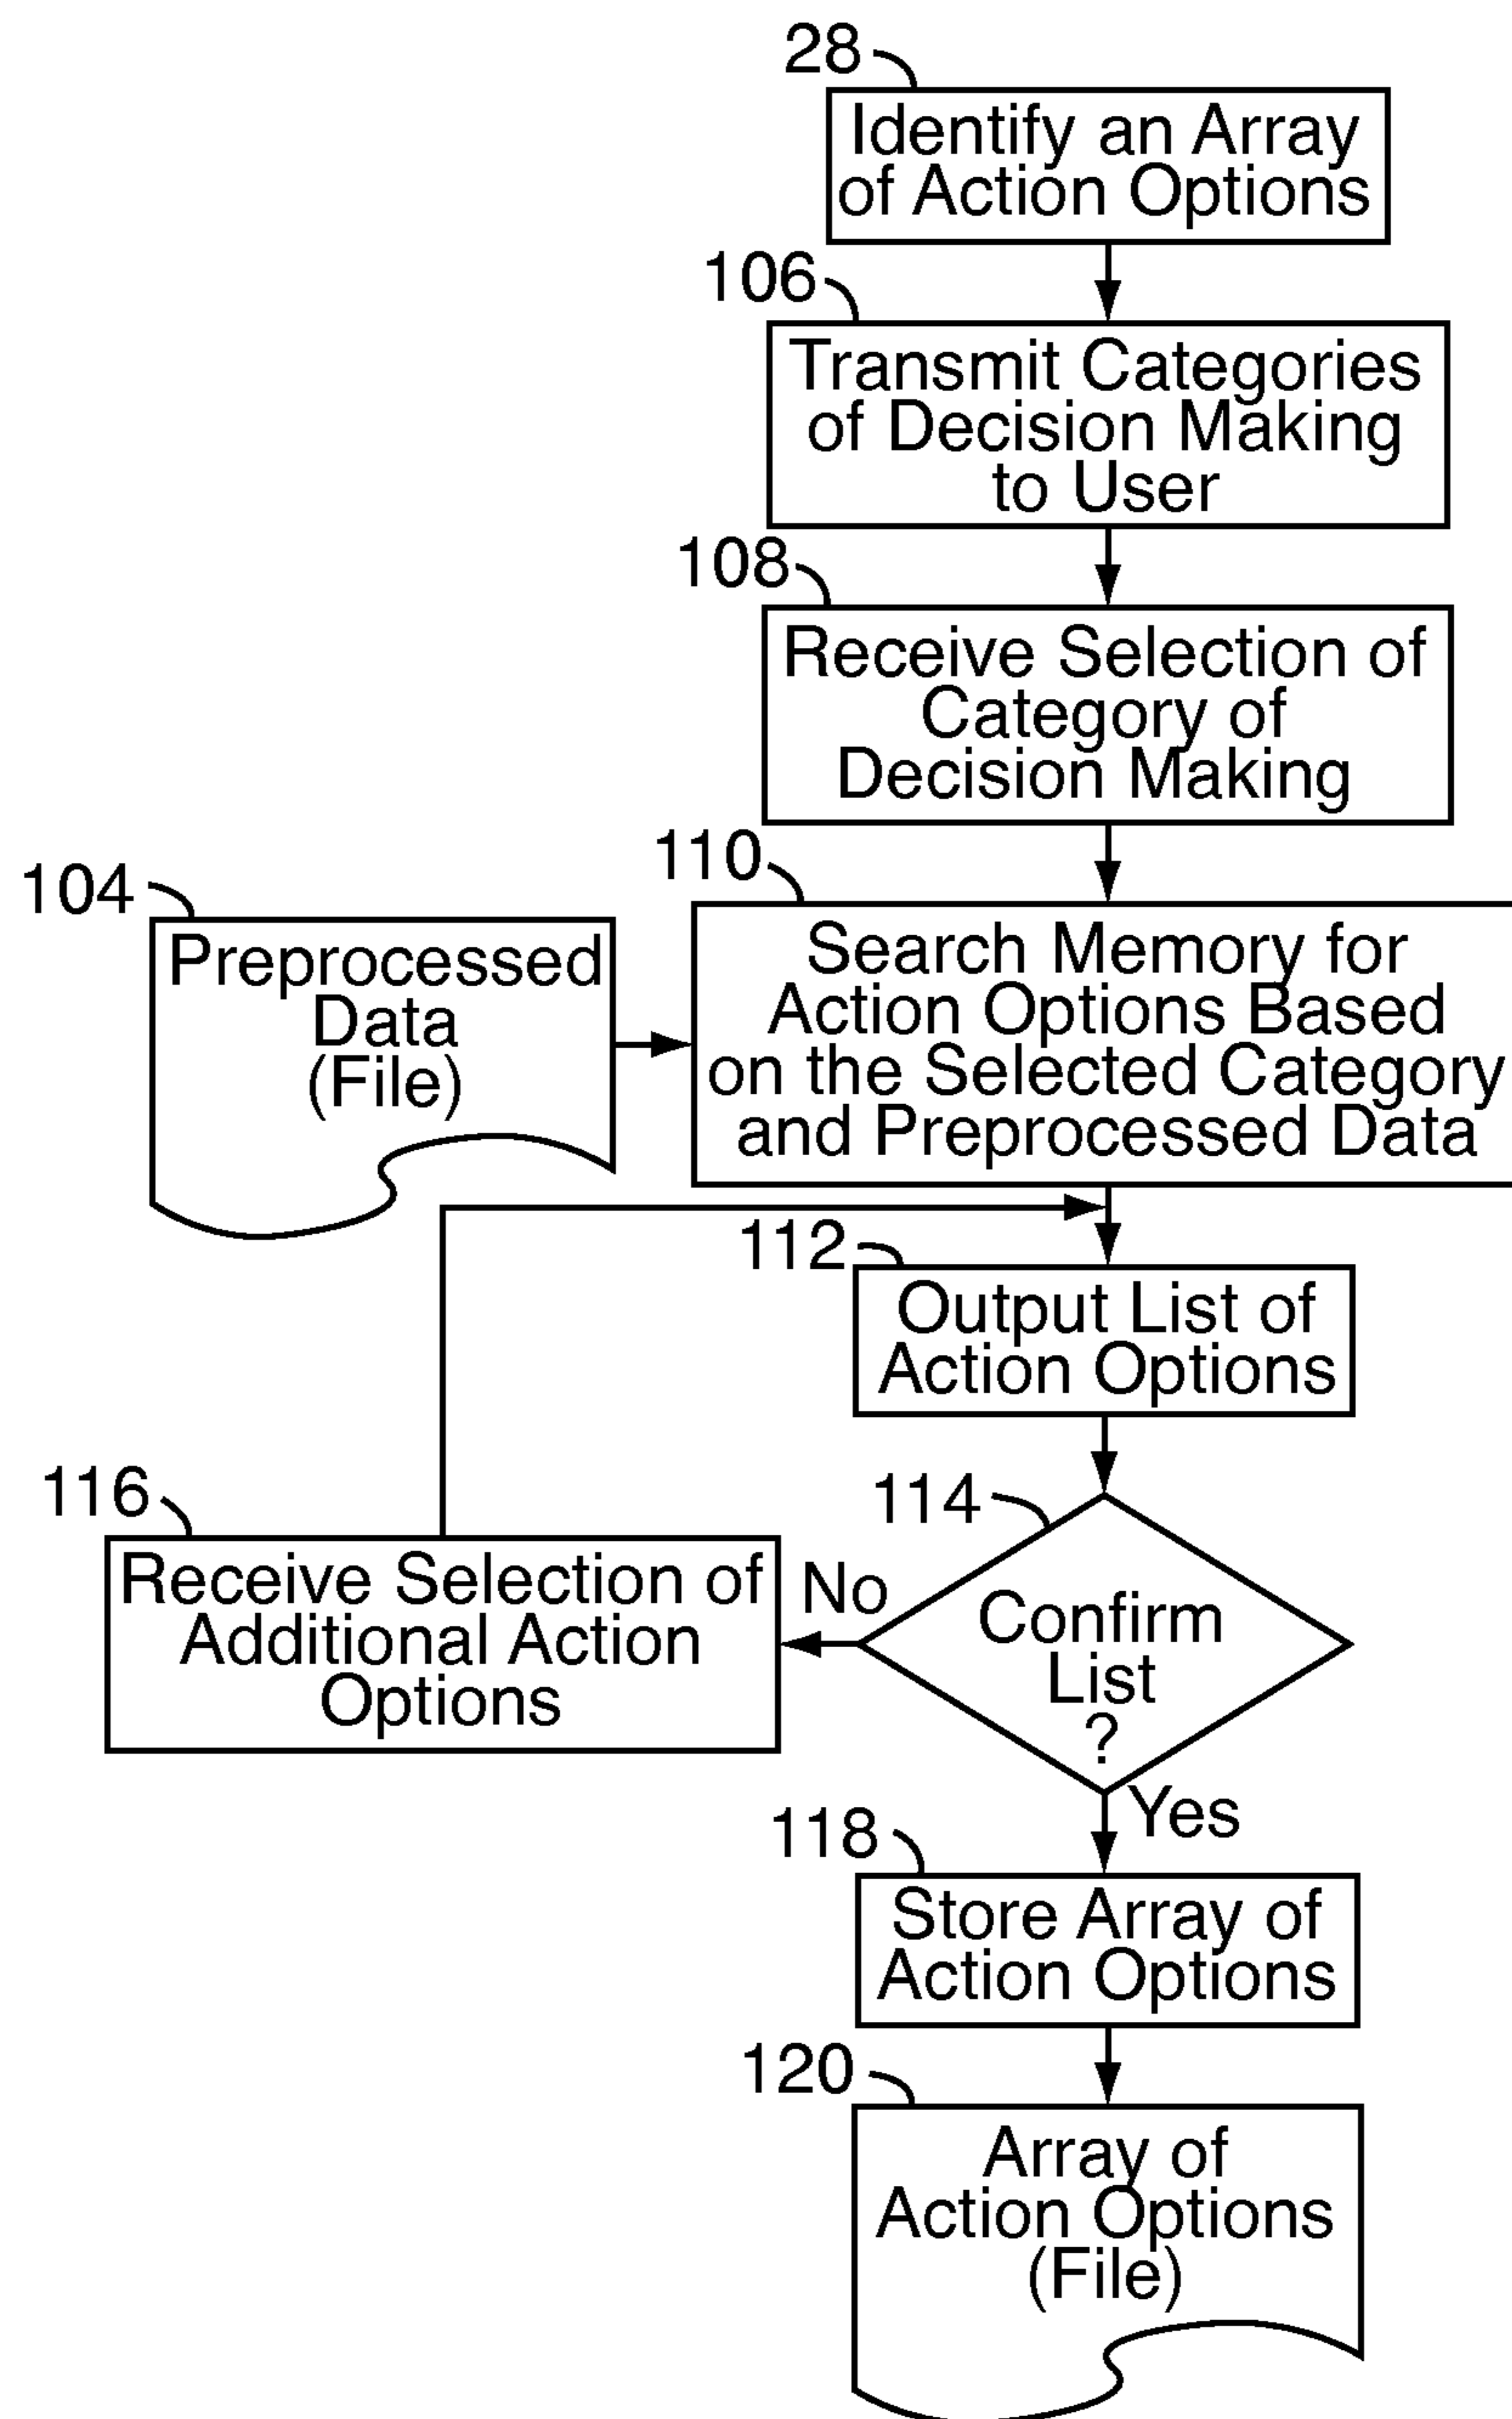 28
Identify an Array
of Action Options
106
Transmit Categories
of Decision Making
to User
108
Receive Selection of
Category of
Decision Making
104
Preprocessed
Data
(File)
110
Search Memory for
Action Options Based
on the Selected Category
and Preprocessed Data
112
Output List of
Action Options
114
Confirm
List
?
No
116
Receive Selection of
Additional Action
Options
Yes
118
Store Array of
Action Options
120
Array of
Action Options
(File)